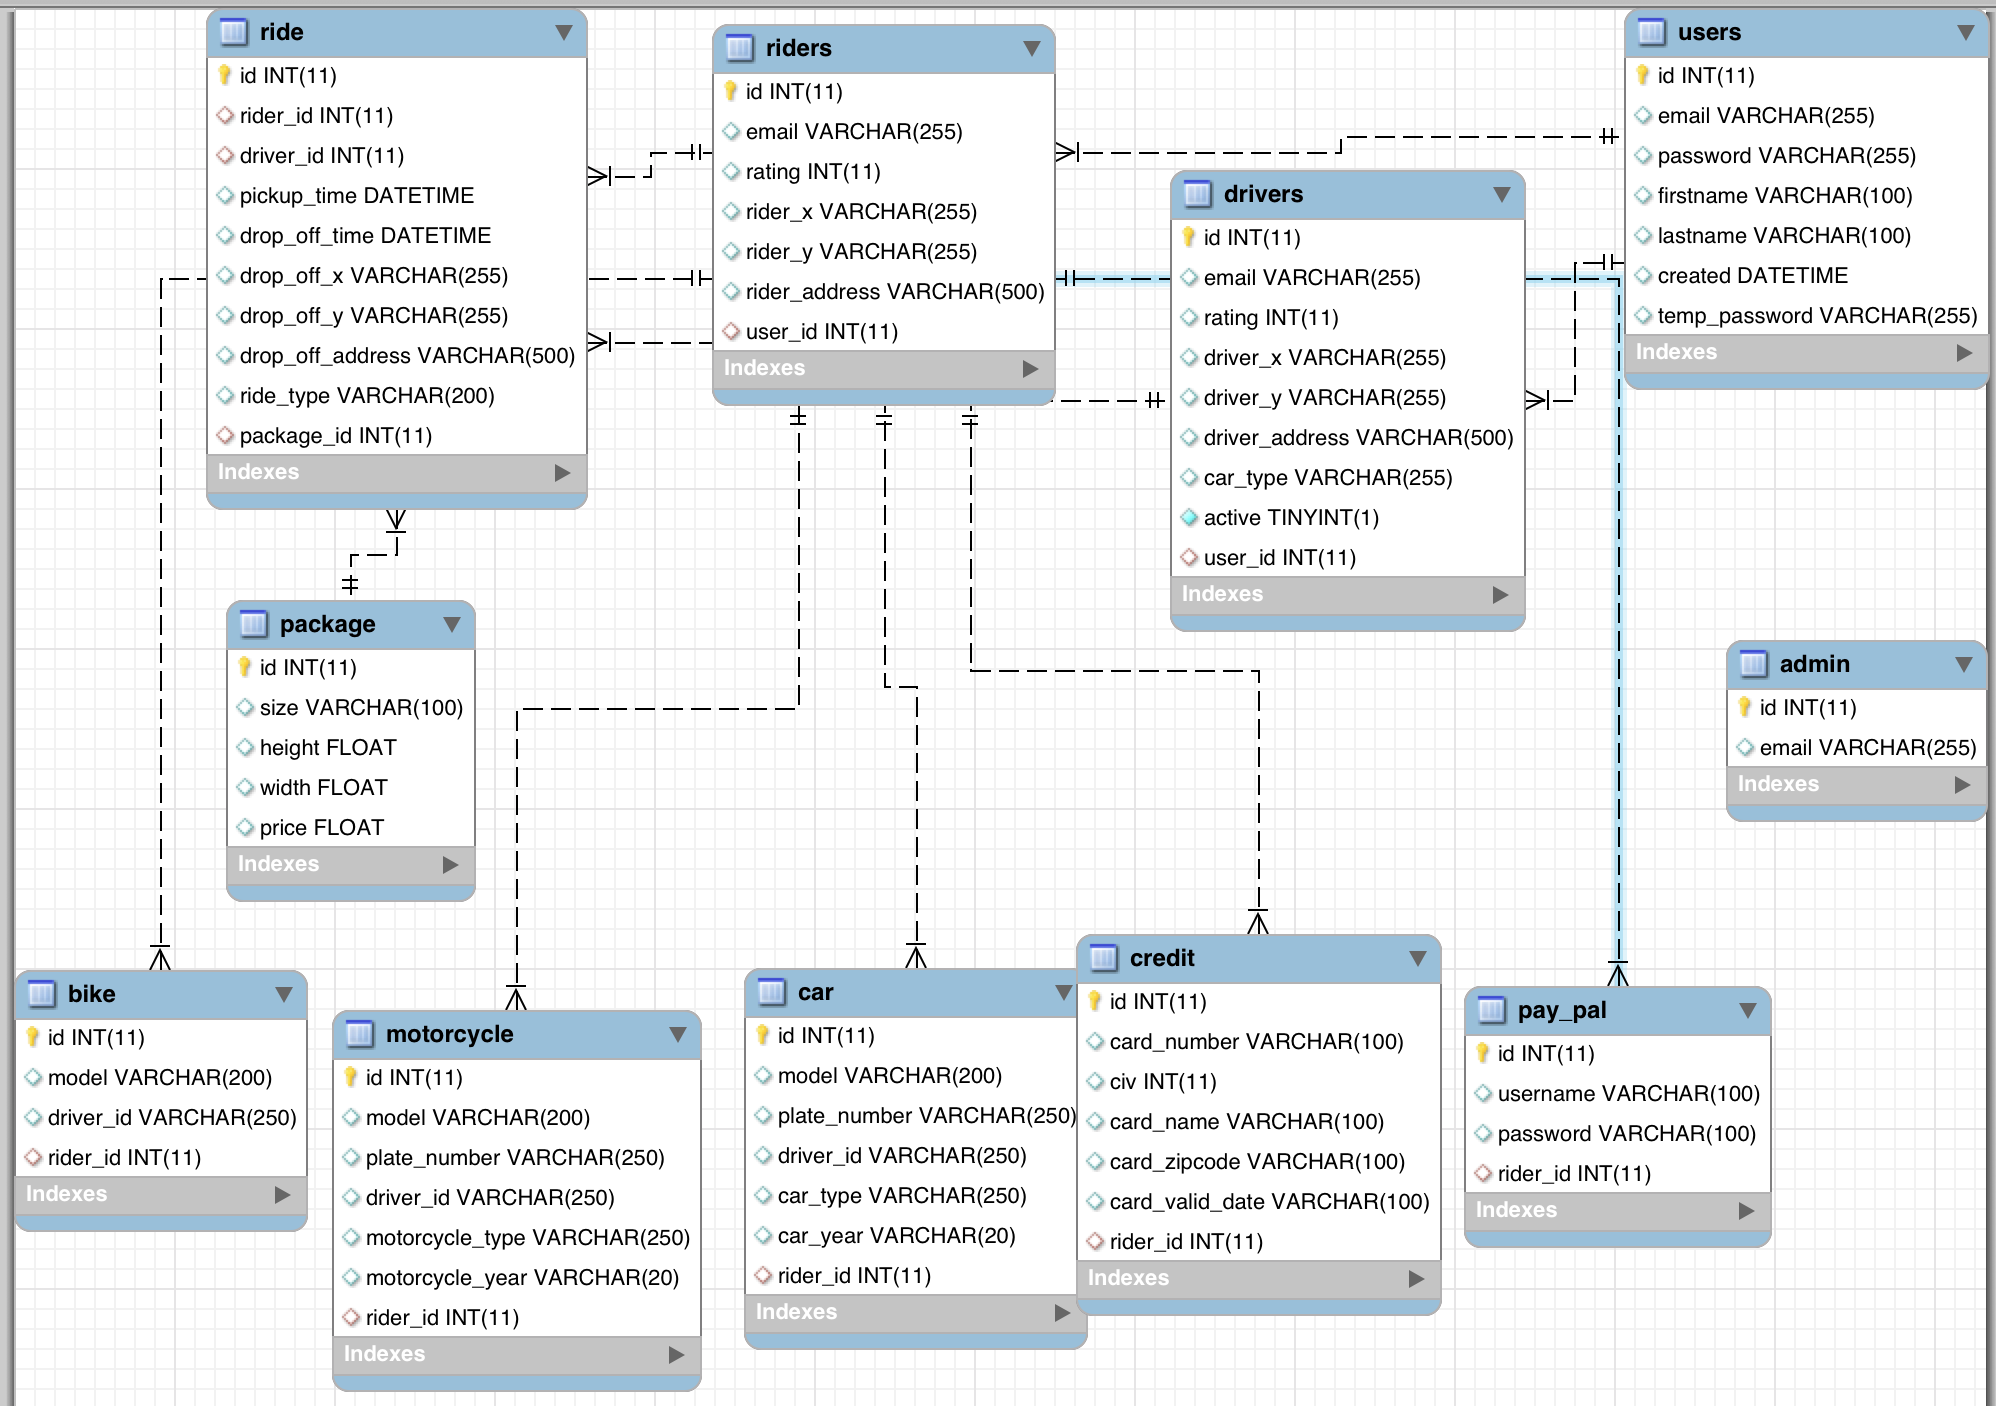 ride
id INT(11)
rider_id INT(11)
driver_id INT(11)
pickup_time DATETIME
drop_off_time DATETIME
drop_off_x VARCHAR(255)
drop_off_y VARCHAR(255)
drop_off_address VARCHAR(500)
ride_type VARCHAR(200)
package_id INT(11)
Indexes
riders
id INT(11)
email VARCHAR(255)
rating INT(11)
rider_x VARCHAR(255)
rider_y VARCHAR(255)
rider_address VARCHAR(500)
user_id INT(11)
Indexes
drivers
id INT(11)
email VARCHAR(255)
rating INT(11)
driver_x VARCHAR(255)
driver_y VARCHAR(255)
driver_address VARCHAR(500)
car_type VARCHAR(255)
active TINYINT(1)
user_id INT(11)
Indexes
users
id INT(11)
email VARCHAR(255)
password VARCHAR(255)
firstname VARCHAR(100)
lastname VARCHAR(100)
created DATETIME
temp_password VARCHAR(255)
Indexes
package
id INT(11)
size VARCHAR(100)
height FLOAT
width FLOAT
price FLOAT
Indexes
admin
id INT(11)
email VARCHAR(255)
Indexes
bike
id INT(11)
model VARCHAR(200)
driver_id VARCHAR(250)
rider_id INT(11)
Indexes
motorcycle
id INT(11)
model VARCHAR(200)
plate_number VARCHAR(250)
driver_id VARCHAR(250)
motorcycle_type VARCHAR(250)
motorcycle_year VARCHAR(20)
rider_id INT(11)
Indexes
car
id INT(11)
model VARCHAR(200)
plate_number VARCHAR(250)
driver_id VARCHAR(250)
car_type VARCHAR(250)
car_year VARCHAR(20)
rider_id INT(11)
Indexes
credit
id INT(11)
card_number VARCHAR(100)
civ INT(11)
card_name VARCHAR(100)
card_zipcode VARCHAR(100)
card_valid_date VARCHAR(100)
rider_id INT(11)
Indexes
pay_pal
id INT(11)
username VARCHAR(100)
password VARCHAR(100)
rider_id INT(11)
Indexes